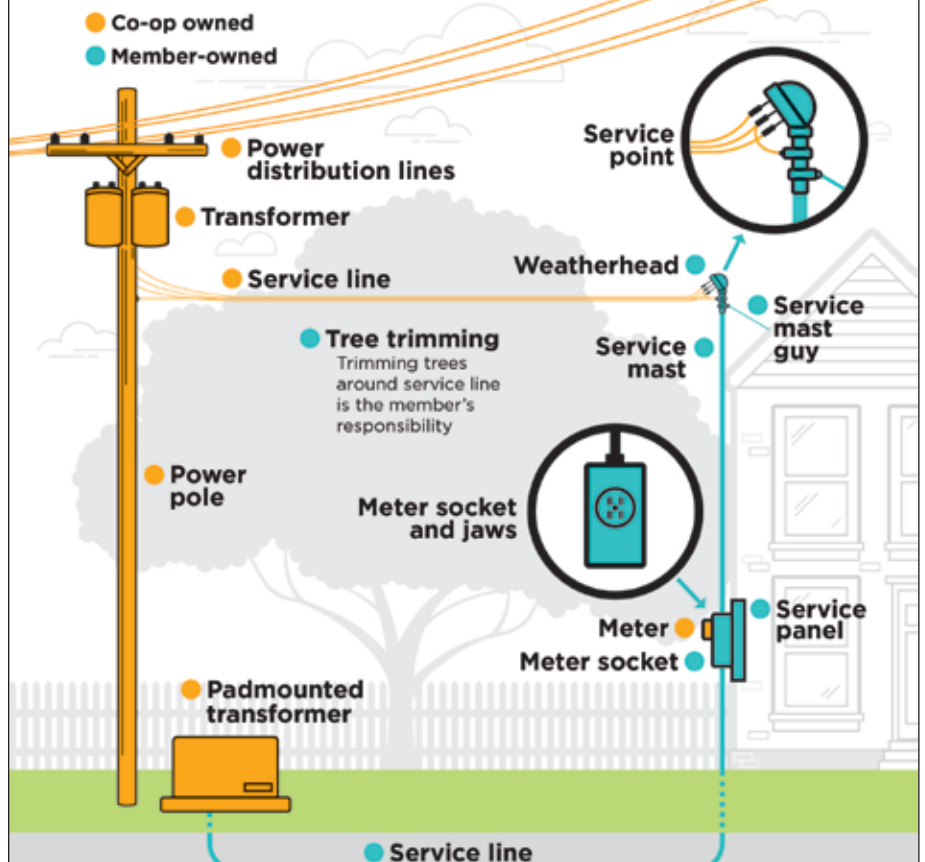 Co-op owned
Member-owned
Power
distribution lines
Service
point
Transformer
Weatherhead
Service line
Service
mast
guy
Tree trimming
Trimming trees
around service line
is the member's
responsibility
Service
mast
Power
pole
Meter socket
and jaws
Service
panel
Meter
Meter socket
Padmounted
transformer
Service line